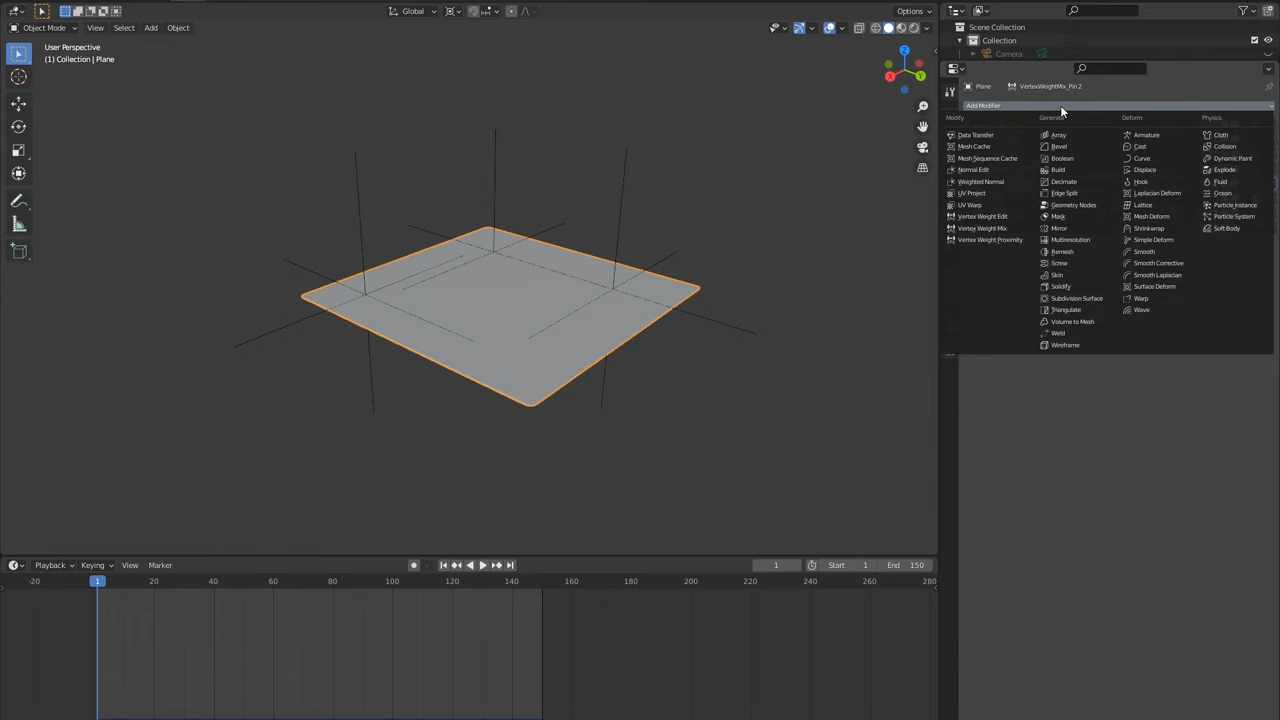 Global
Options
Object Mode
View
Select
Add
Object
User Perspective
(1) Collection | Plane
Z
X
Y
Scene Collection
Collection
Camera
Plane
VertexWeightMix_Pin 2
Add Modifier
Modify
Data Transfer
Mesh Cache
Mesh Sequence Cache
Normal Edit
Weighted Normal
UV Project
UV Warp
Vertex Weight Edit
Vertex Weight Mix
Vertex Weight Proximity
Generate
Array
Bevel
Boolean
Build
Decimate
Edge Split
Geometry Nodes
Mask
Mirror
Multiresolution
Remesh
Screw
Skin
Solidify
Subdivision Surface
Triangulate
Volume to Mesh
Weld
Wireframe
Deform
Armature
Cast
Curve
Displace
Hook
Laplacian Deform
Lattice
Mesh Deform
Shrinkwrap
Simple Deform
Smooth
Smooth Corrective
Smooth Laplacian
Surface Deform
Warp
Wave
Physics
Cloth
Collision
Dynamic Paint
Explode
Fluid
Ocean
Particle Instance
Particle System
Soft Body
Playback
Keying
View
Marker
1
Start 1
End 150
-20 1 20 40 60 80 100 120 140 160 180 200 220 240 260 280